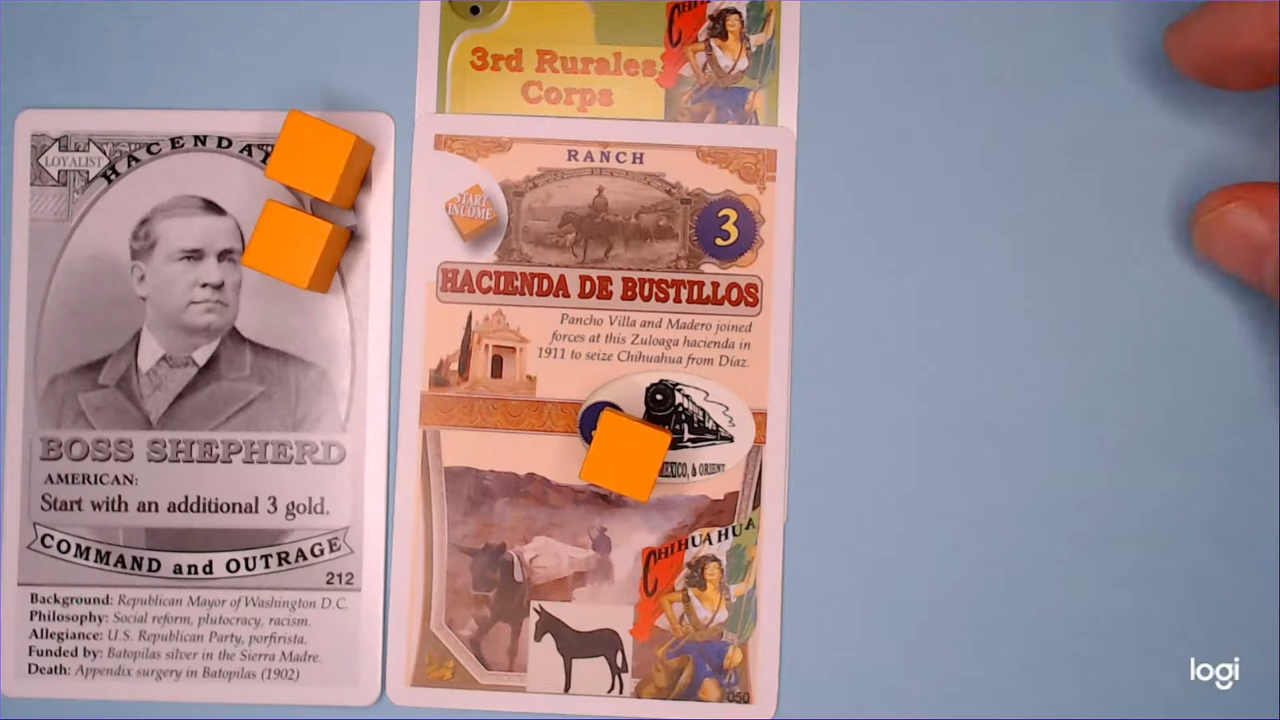 3rd Rurales
Corps
LOYALIST
BOSS SHEPHERD
AMERICAN:
Start with an additional 3 gold.
COMMAND and OUTRAGE
212
Background: Republican Mayor of Washington D.C.
Philosophy: Social reform, plutocracy, racism.
Allegiance: U.S. Republican Party, porfirista.
Funded by: Batopilas silver in the Sierra Madre.
Death: Appendix surgery in Batopilas (1902)
RANCH
START
INCOME
3
HACIENDA DE BUSTILLOS
Pancho Villa and Madero joined
forces at this Zuloaga hacienda in
1911 to seize Chihuahua from Díaz.
MEXICO, & ORIENT
CHIHUAHUA
050
logi